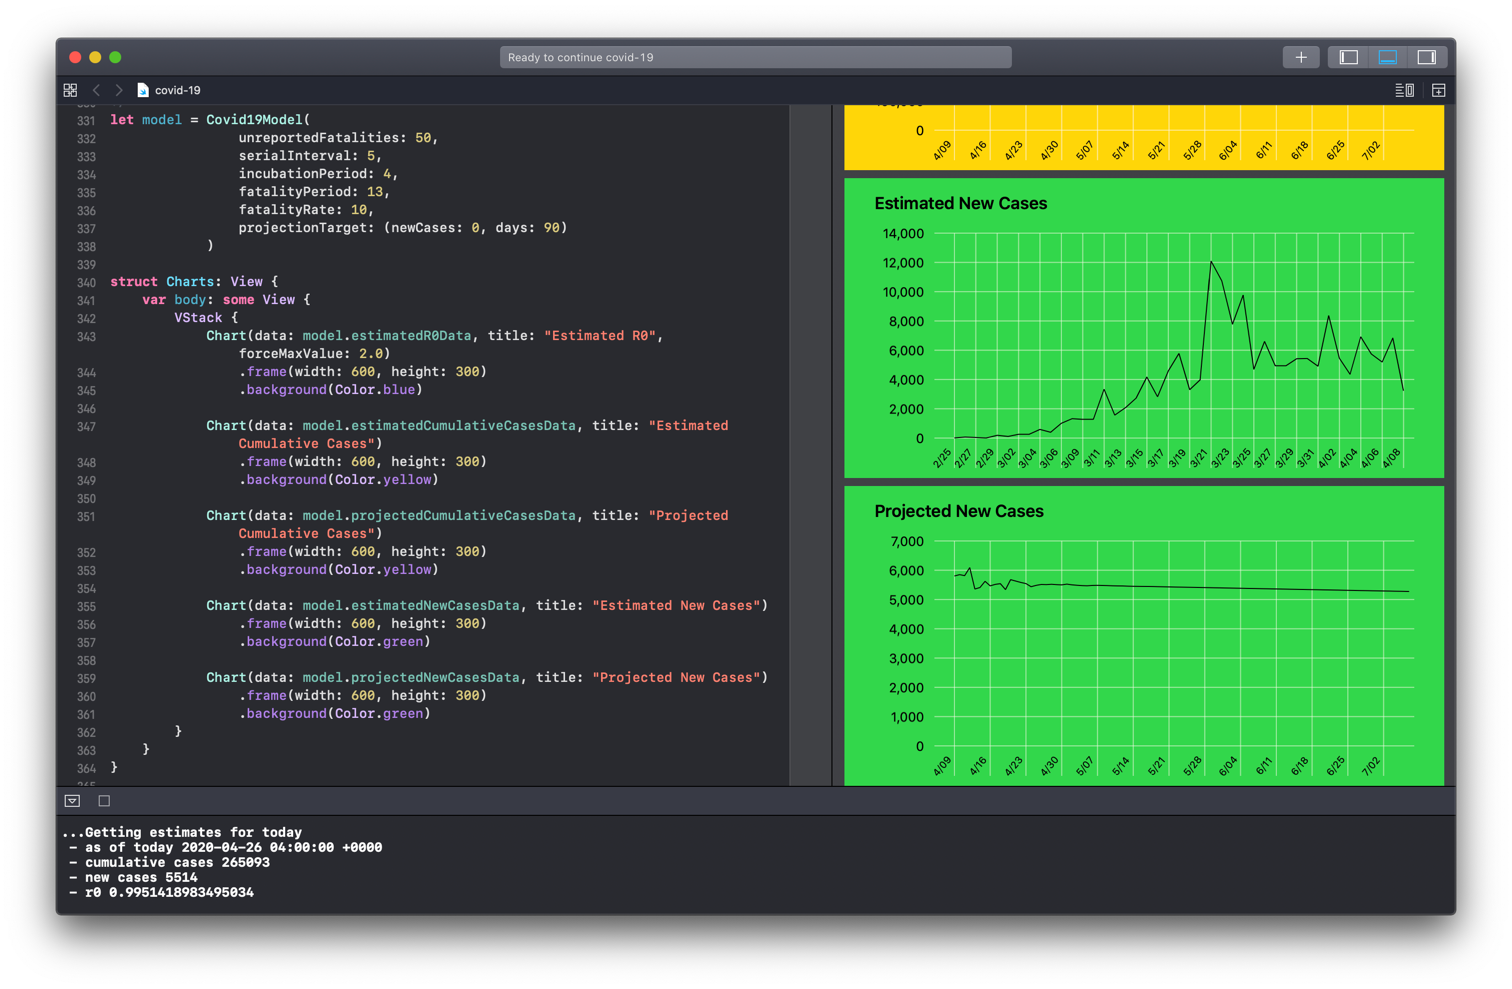 Ready to continue covid-19
covid-19
331 let model = Covid19Model(
332 unreportedFatalities: 50,
333 serialInterval: 5,
334 incubationPeriod: 4,
335 fatalityPeriod: 13,
336 fatalityRate: 10,
337 projectionTarget: (newCases: 0, days: 90)
338 )
339
340 struct Charts: View {
341 var body: some View {
342 VStack {
343 Chart(data: model.estimatedR0Data, title: "Estimated R0",
forceMaxValue: 2.0)
344 .frame(width: 600, height: 300)
345 .background(Color.blue)
346
347 Chart(data: model.estimatedCumulativeCasesData, title: "Estimated
Cumulative Cases")
348 .frame(width: 600, height: 300)
349 .background(Color.yellow)
350
351 Chart(data: model.projectedCumulativeCasesData, title: "Projected
Cumulative Cases")
352 .frame(width: 600, height: 300)
353 .background(Color.yellow)
354
355 Chart(data: model.estimatedNewCasesData, title: "Estimated New Cases")
356 .frame(width: 600, height: 300)
357 .background(Color.green)
358
359 Chart(data: model.projectedNewCasesData, title: "Projected New Cases")
360 .frame(width: 600, height: 300)
361 .background(Color.green)
362 }
363 }
364 }
0
4/09 4/16 4/23 4/30 5/07 5/14 5/21 5/28 6/04 6/11 6/18 6/25 7/02
Estimated New Cases
14,000
12,000
10,000
8,000
6,000
4,000
2,000
0
2/25 2/27 2/29 3/02 3/04 3/06 3/09 3/11 3/13 3/15 3/17 3/19 3/21 3/23 3/25 3/27 3/29 3/31 4/02 4/04 4/06 4/08
Projected New Cases
7,000
6,000
5,000
4,000
3,000
2,000
1,000
0
4/09 4/16 4/23 4/30 5/07 5/14 5/21 5/28 6/04 6/11 6/18 6/25 7/02
...Getting estimates for today
- as of today 2020-04-26 04:00:00 +0000
- cumulative cases 265093
- new cases 5514
- r0 0.9951418983495034